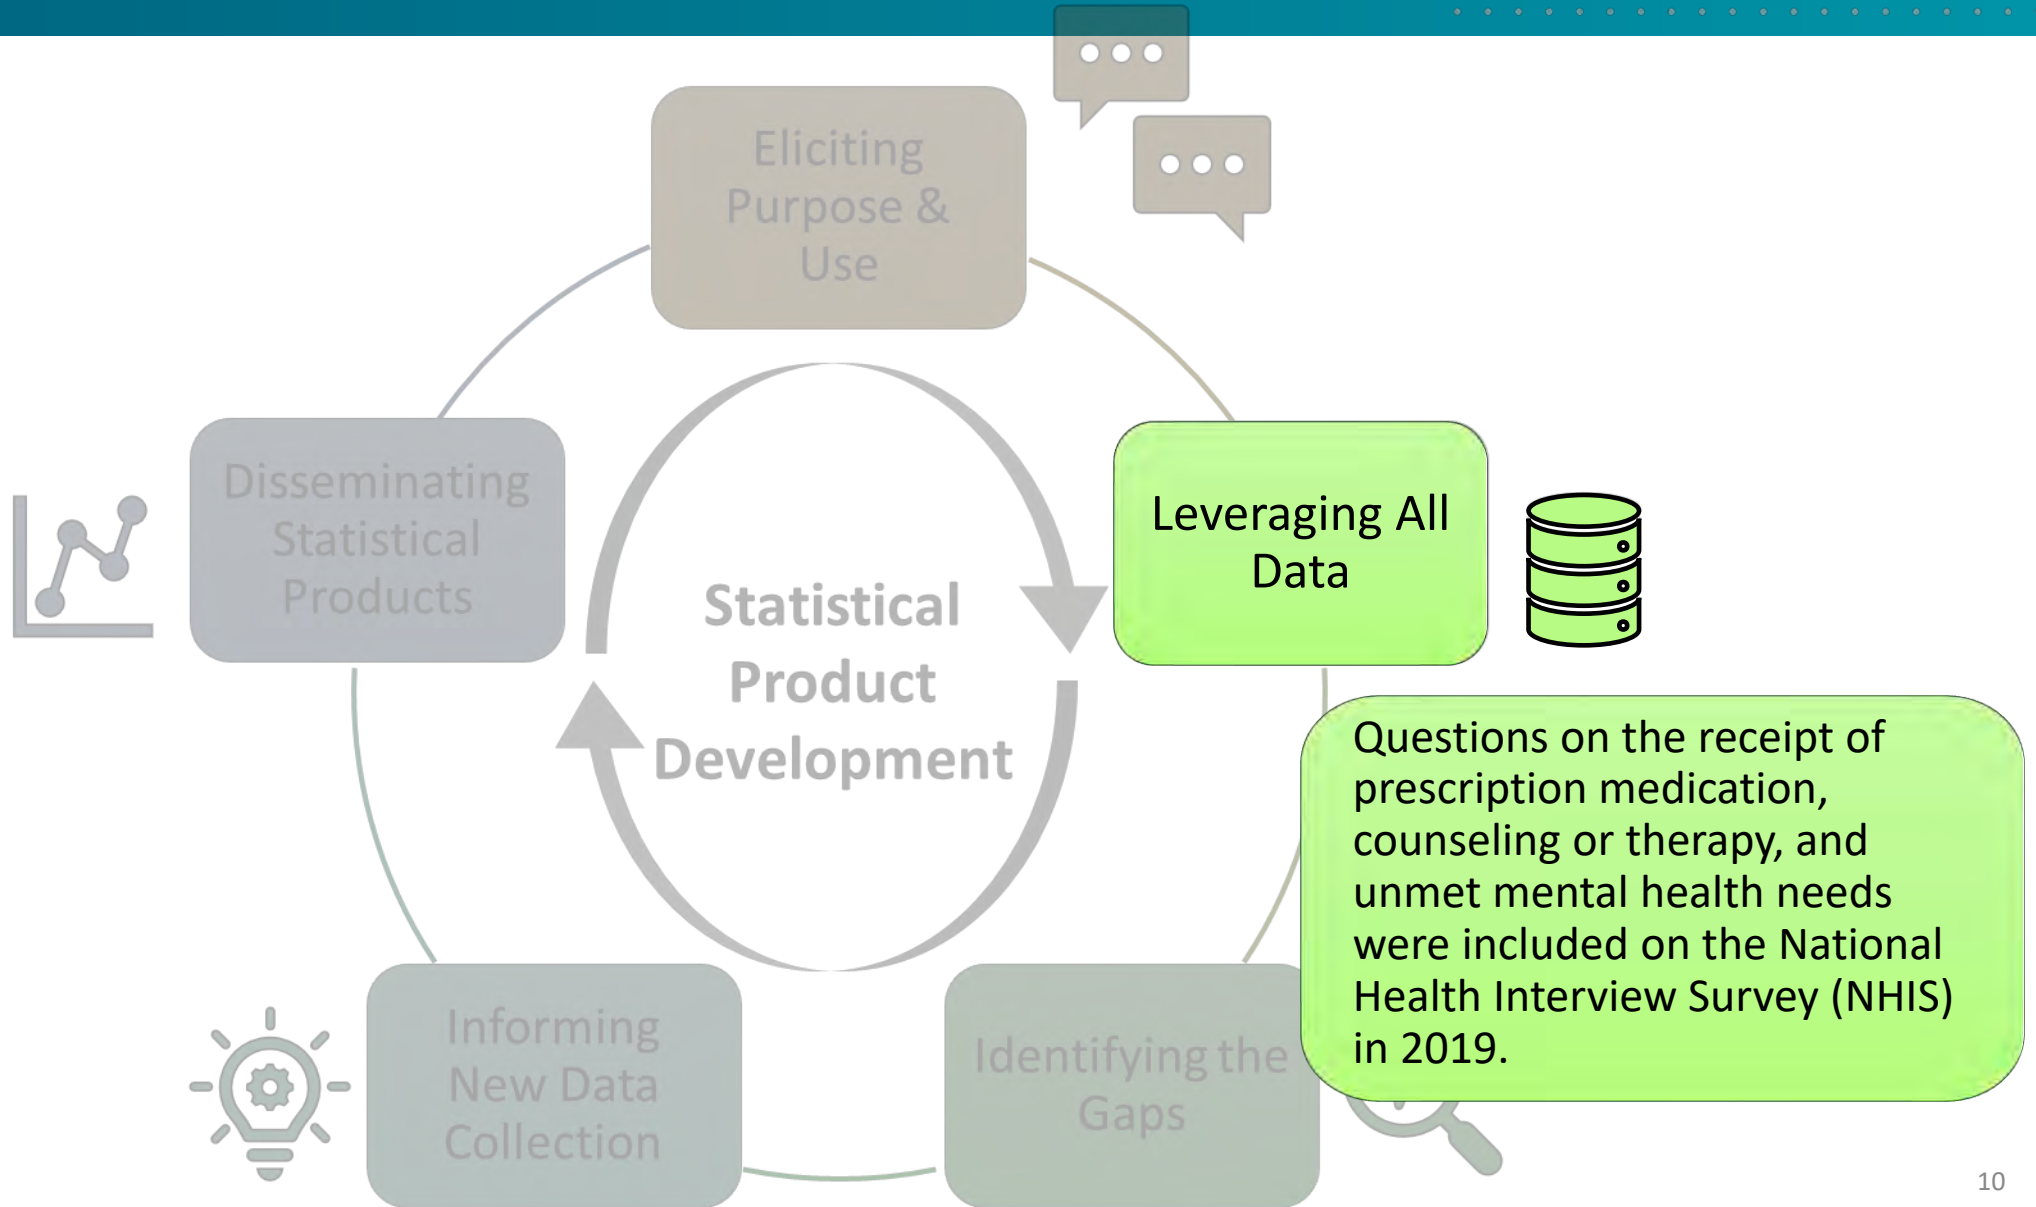 Eliciting
Purpose &
Use
Leveraging All
Data
Questions on the receipt of
prescription medication,
counseling or therapy, and
unmet mental health needs
were included on the National
Health Interview Survey (NHIS)
in 2019.
Identifying the
Gaps
Informing
New Data
Collection
Disseminating
Statistical
Products
Statistical
Product
Development
10